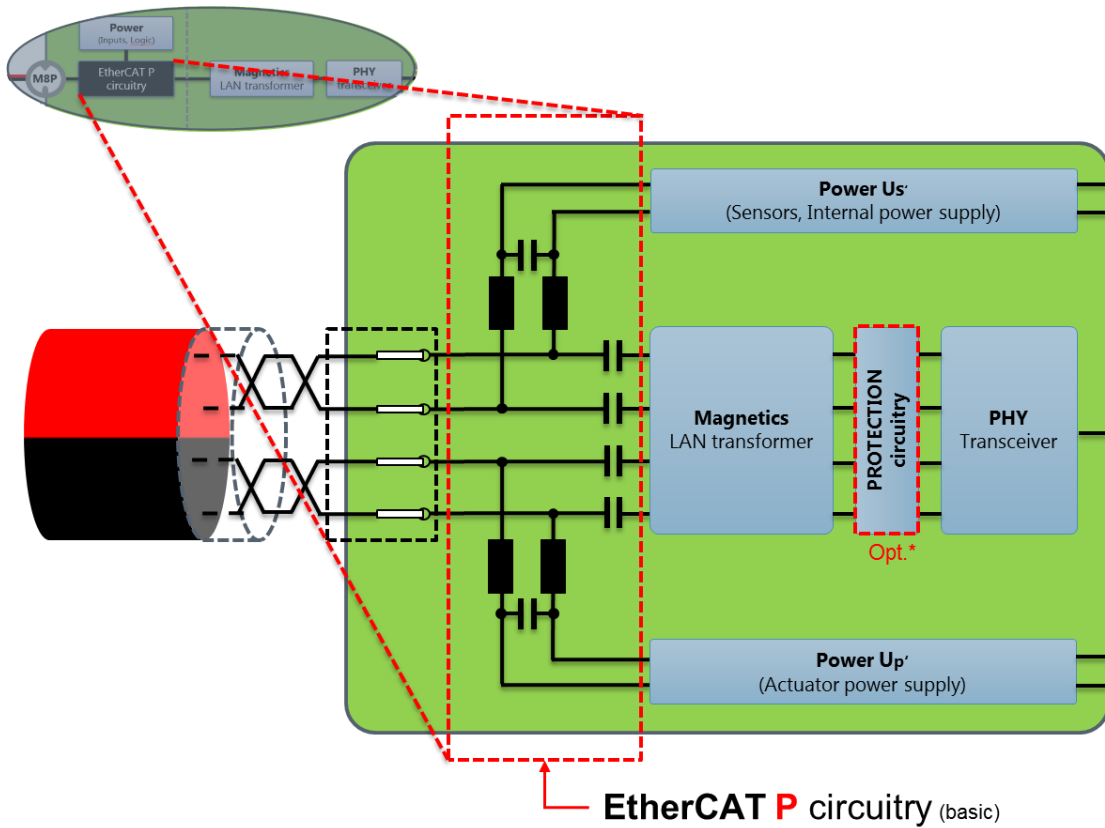 Power
(Inputs, Logic)
M8P
EtherCAT P
circuitry
Magnetics
LAN transformer
PHY
transceiver
Power Us'
(Sensors, Internal power supply)
Magnetics
LAN transformer
PROTECTION
circuitry
PHY
Transceiver
Opt.*
Power Up'
(Actuator power supply)
EtherCAT P circuitry (basic)